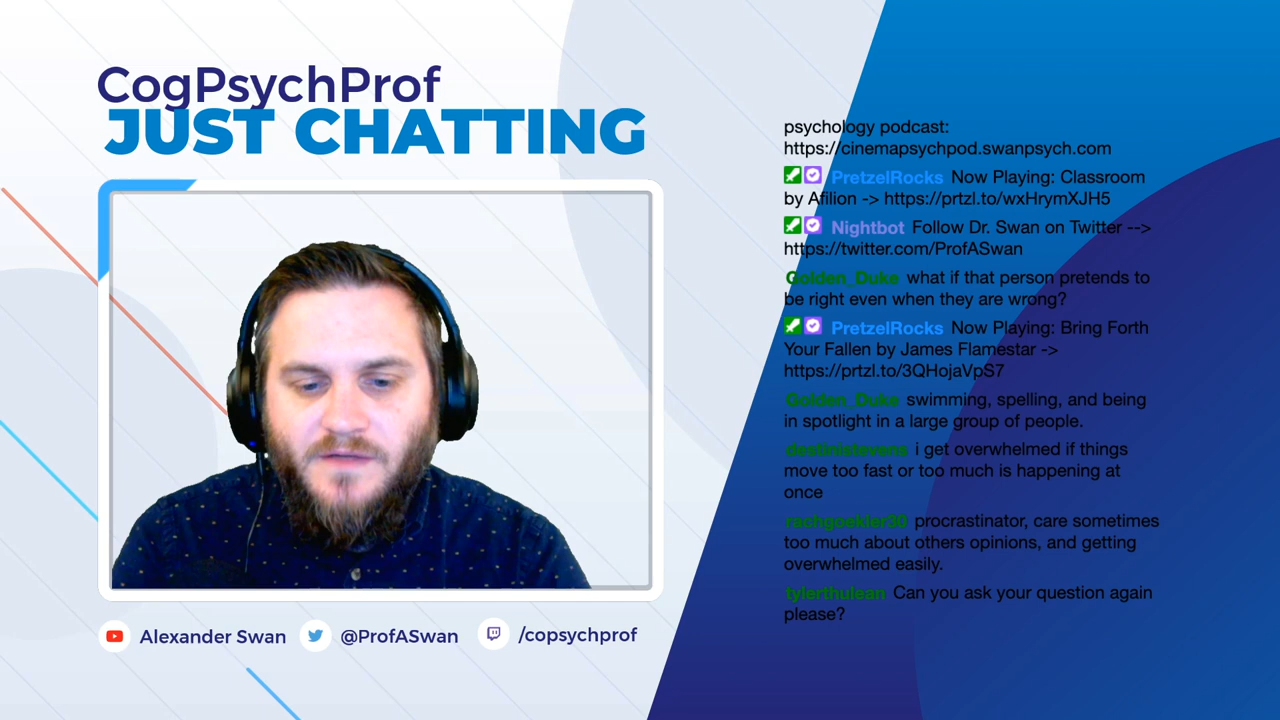 CogPsychProf
JUST CHATTING
psychology podcast:
https://cinemapsychpod.swanpsych.com
PretzelRocks Now Playing: Classroom
by Afilion -> https://prtzl.to/wxHrymXJH5
Nightbot Follow Dr. Swan on Twitter -->
https://twitter.com/ProfASwan
Golden_Duke what if that person pretends to
be right even when they are wrong?
PretzelRocks Now Playing: Bring Forth
Your Fallen by James Flamestar ->
https://prtzl.to/3QHojaVpS7
Golden_Duke swimming, spelling, and being
in spotlight in a large group of people.
destinistevens i get overwhelmed if things
move too fast or too much is happening at
once
rachgoekler30 procrastinator, care sometimes
too much about others opinions, and getting
overwhelmed easily.
tylerthulean Can you ask your question again
please?
Alexander Swan
@ProfASwan
/copsychprof